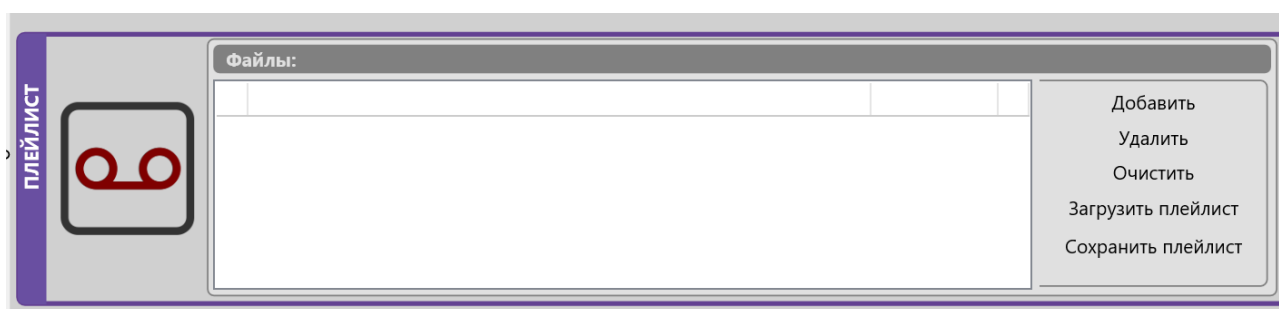 ПЛЕЙЛИСТ
Файлы:
Добавить
Удалить
Очистить
Загрузить плейлист
Сохранить плейлист